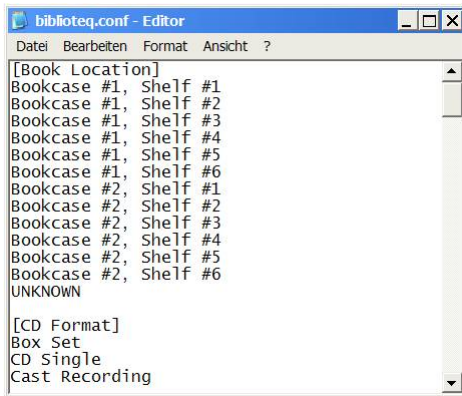 biblioteq.conf - Editor
Datei Bearbeiten Format Ansicht ?
[Book Location]
Bookcase #1, Shelf #1
Bookcase #1, Shelf #2
Bookcase #1, Shelf #3
Bookcase #1, Shelf #4
Bookcase #1, Shelf #5
Bookcase #1, Shelf #6
Bookcase #2, Shelf #1
Bookcase #2, Shelf #2
Bookcase #2, Shelf #3
Bookcase #2, Shelf #4
Bookcase #2, Shelf #5
Bookcase #2, Shelf #6
UNKNOWN
[CD Format]
Box Set
CD Single
Cast Recording